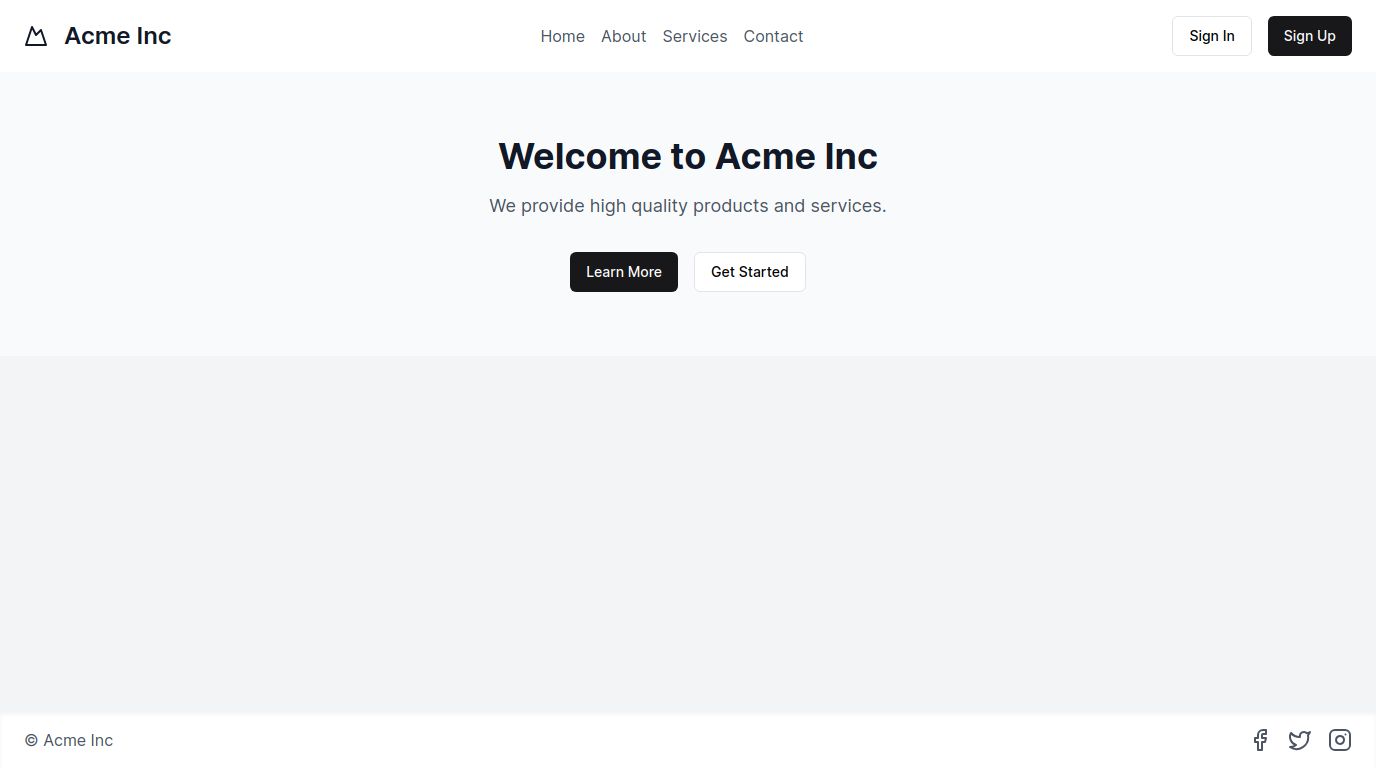 Acme Inc
Home About Services Contact
Sign In Sign Up
Welcome to Acme Inc
We provide high quality products and services.
Learn More Get Started
© Acme Inc